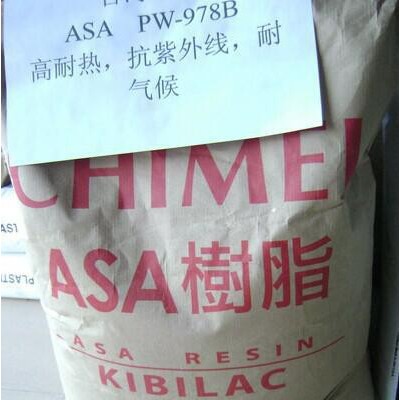 ASA PW-978B
高耐热，抗紫外线，耐
气候
CHIMEI
ASA樹脂
ASA RESIN
KIBILAC
PLASTI